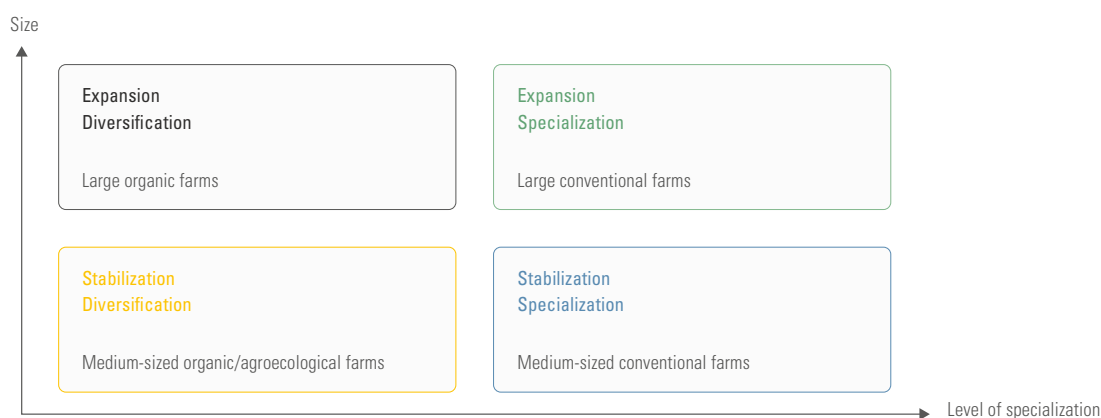 Size
Expansion
Diversification
Large organic farms
Expansion
Specialization
Large conventional farms
Stabilization
Diversification
Medium-sized organic/agroecological farms
Stabilization
Specialization
Medium-sized conventional farms
Level of specialization